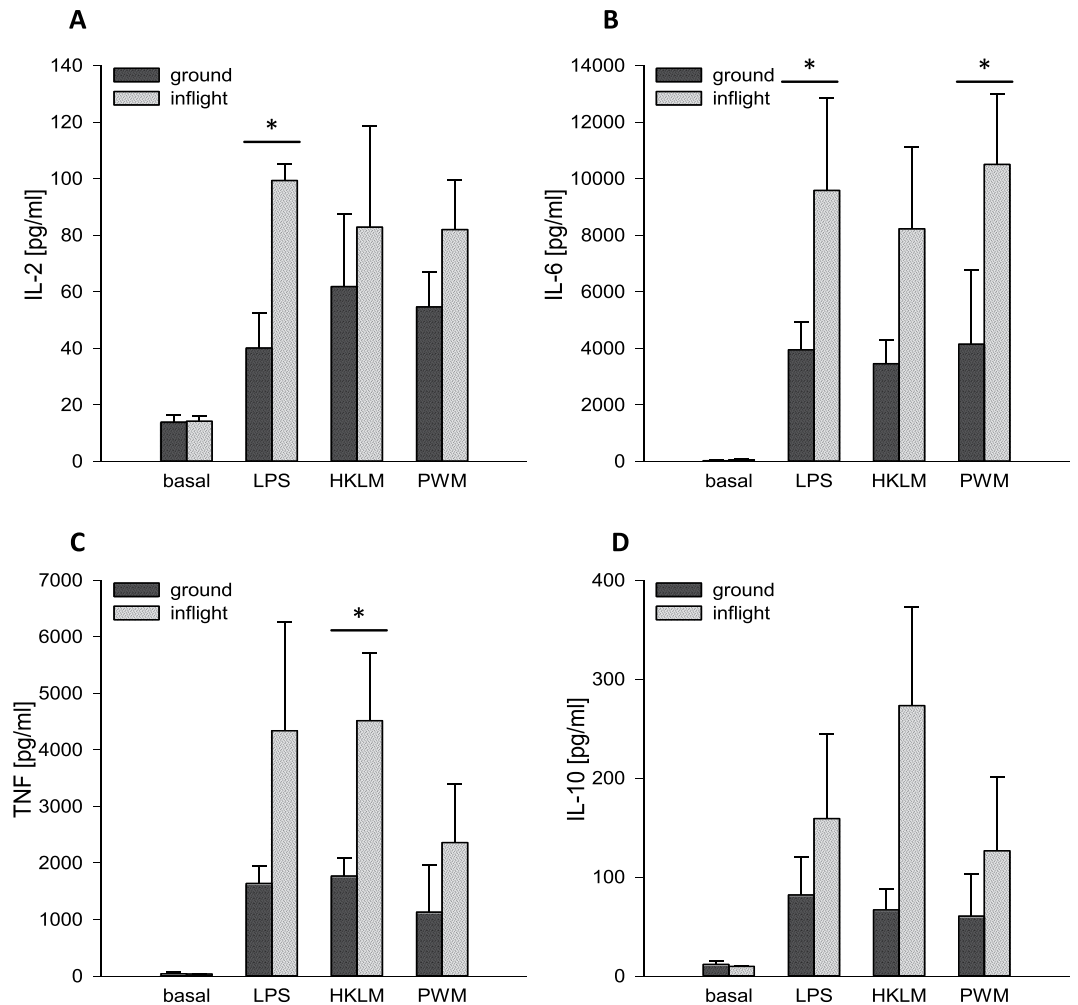 A
IL-2 [pg/ml]
140
120
100
80
60
40
20
0
ground
inflight
*
basal LPS HKLM PWM
B
IL-6 [pg/ml]
14000
12000
10000
8000
6000
4000
2000
0
ground
inflight
* *
basal LPS HKLM PWM
C
TNF [pg/ml]
7000
6000
5000
4000
3000
2000
1000
0
ground
inflight
*
basal LPS HKLM PWM
D
IL-10 [pg/ml]
400
300
200
100
0
ground
inflight
basal LPS HKLM PWM